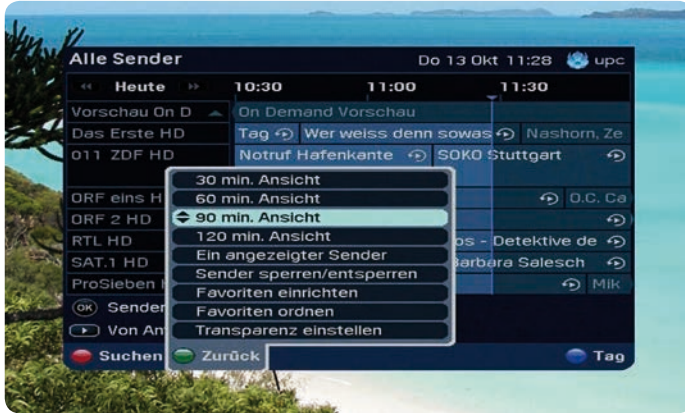 Alle Sender Do 13 Okt 11:28 upc
Heute 10:30 11:00 11:30
Vorschau On D On Demand Vorschau
Das Erste HD Tag Wer weiss denn sowas Nashorn, Ze
011 ZDF HD Notruf Hafenkante SOKO Stuttgart
30 min. Ansicht
ORF eins H 60 min. Ansicht O.C. Ca
ORF 2 HD 90 min. Ansicht
RTL HD 120 min. Ansicht os - Detektive de
SAT.1 HD Ein angezeigter Sender Barbara Salesch
Sender sperren/entsperren
ProSieben Favoriten einrichten Mik
OK Sender Favoriten ordnen
Von An Transparenz einstellen
Suchen Zurück Tag